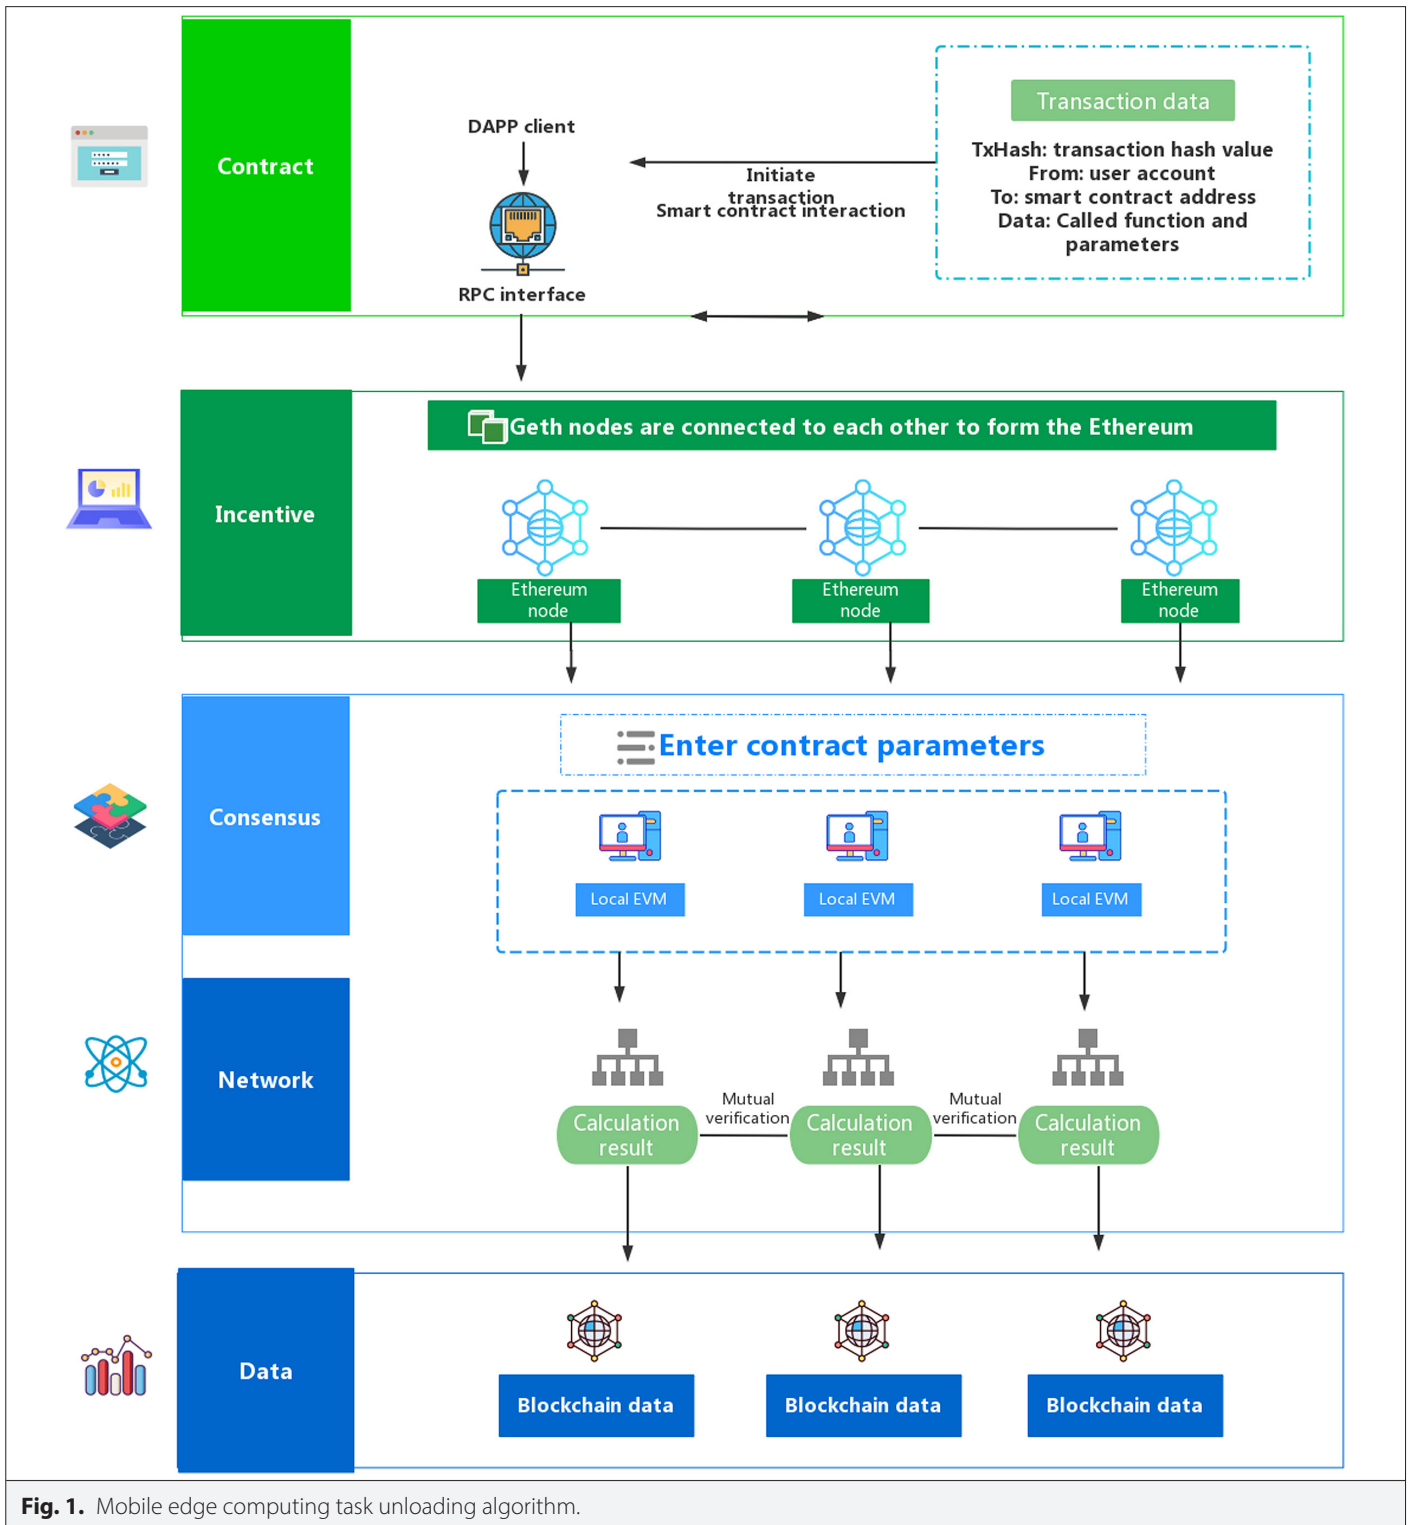 Contract
DAPP client
RPC interface
Initiate
transaction
Smart contract interaction
Transaction data
TxHash: transaction hash value
From: user account
To: smart contract address
Data: Called function and
parameters
Incentive
Geth nodes are connected to each other to form the Ethereum
Ethereum
node
Ethereum
node
Ethereum
node
Consensus
Enter contract parameters
Local EVM
Local EVM
Local EVM
Network
Calculation
result
Mutual
verification
Calculation
result
Mutual
verification
Calculation
result
Data
Blockchain data
Blockchain data
Blockchain data
Fig. 1. Mobile edge computing task unloading algorithm.